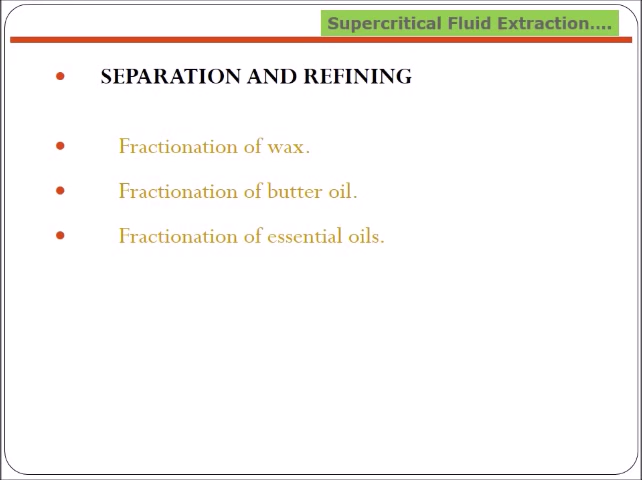 Supercritical Fluid Extraction....
• SEPARATION AND REFINING
• Fractionation of wax.
• Fractionation of butter oil.
• Fractionation of essential oils.